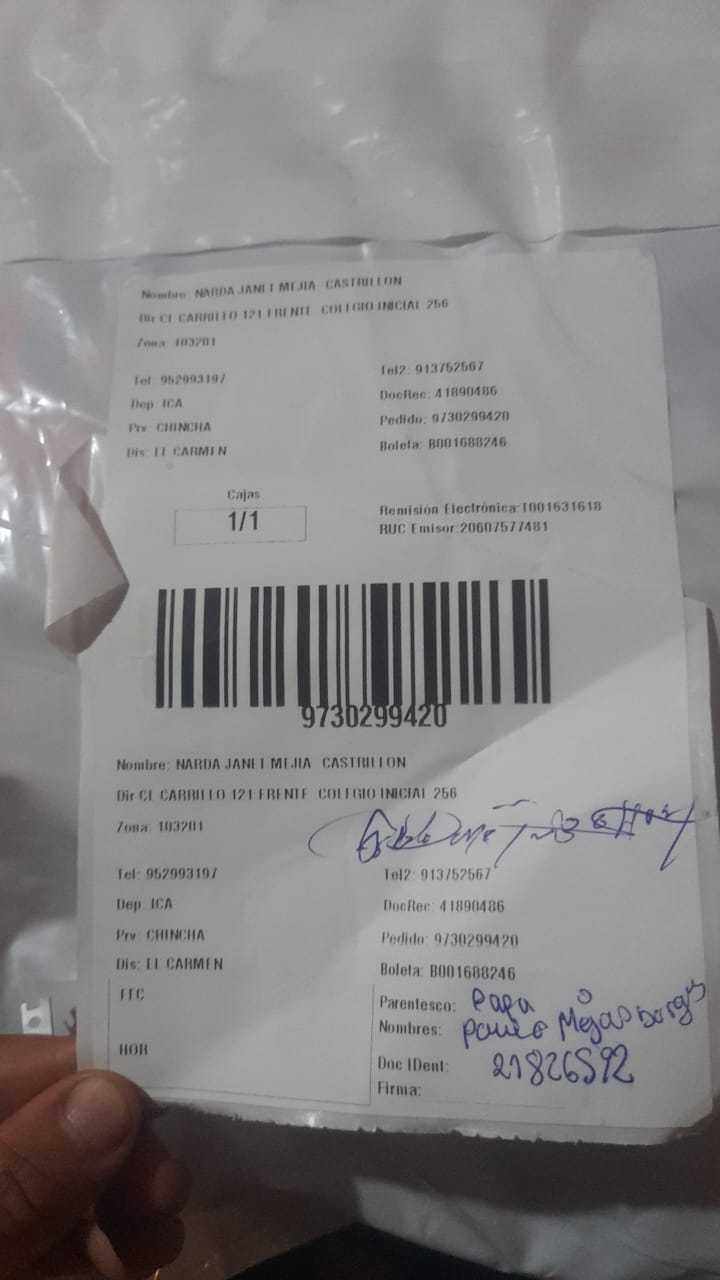 Nombre: NARDA JANET MEJIA CASTRILLON
Dir CL CARRILLO 121 FRENTE COLEGIO INICIAL 256
Zona: 103201
Tel: 952993197
Tel2: 913752567
Dep: ICA
DocRec: 41890486
Prv: CHINCHA
Pedido: 9730299420
Dis: EL CARMEN
Boleta: B001688246
Cajas
1/1
Remisión Electrónica:T001631618
RUC Emisor:20607577481
9730299420
Nombre: NARDA JANET MEJIA CASTRILLON
Dir CL CARRILLO 121 FRENTE COLEGIO INICIAL 256
Zona: 103201
Tel: 952993197
Tel2: 913752567
Dep: ICA
DocRec: 41890486
Prv: CHINCHA
Pedido: 9730299420
Dis: EL CARMEN
Boleta: B001688246
FEC
Parentesco: Papa
Nombres:
HOR
Doc IDent: 21826592
Firma: